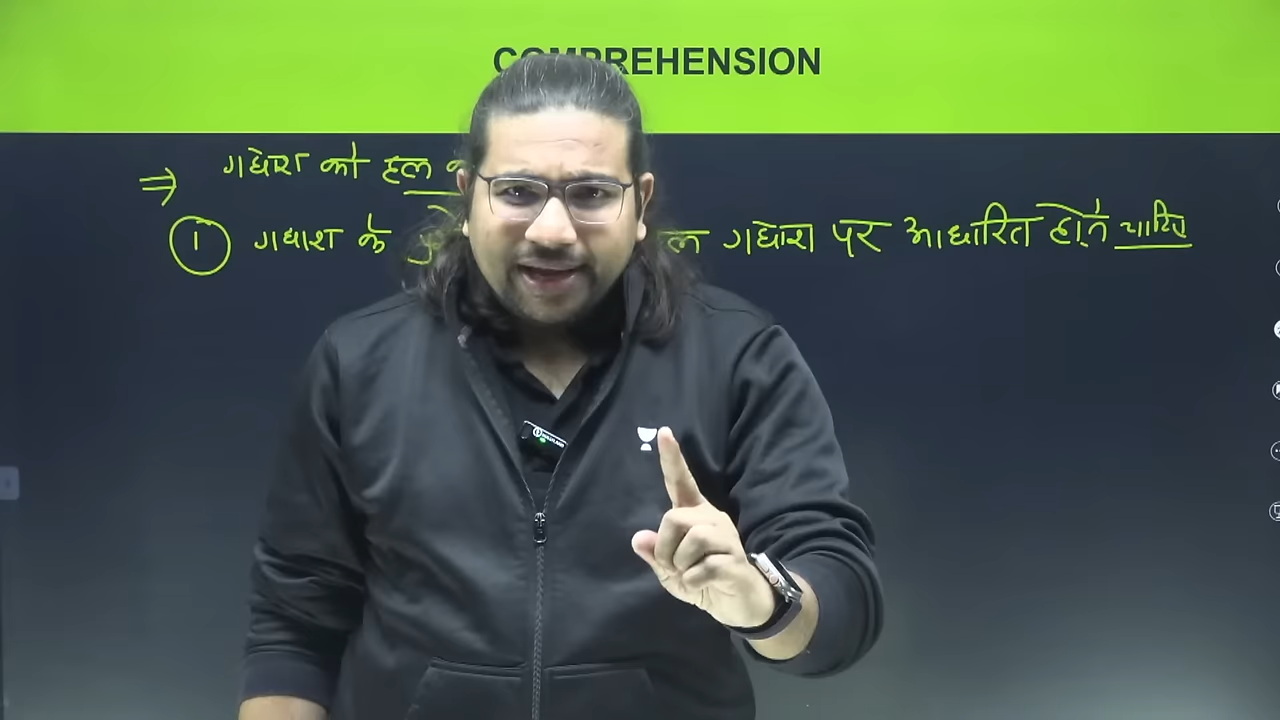 COMPREHENSION
⇒ गद्यांश को हल
① गद्यांश के गद्यांश पर आधारित होने चाहिए